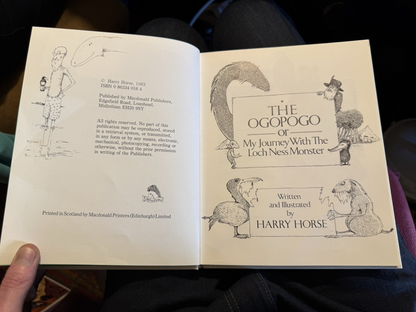 © Harry Horse, 1983
ISBN 0 86334 018 4
Published by Macdonald Publishers,
Edgefield Road, Loanhead,
Midlothian EH20 9SY
All rights reserved. No part of this
publication may be reproduced, stored
in a retrieval system, or transmitted,
in any form or by any means, electronic,
mechanical, photocopying, recording or
otherwise, without the prior permission
in writing of the Publishers.
Printed in Scotland by Macdonald Printers (Edinburgh) Limited
THE
OGOPOGO
or
My Journey With The
Loch Ness Monster
Written
and Illustrated
by
HARRY HORSE